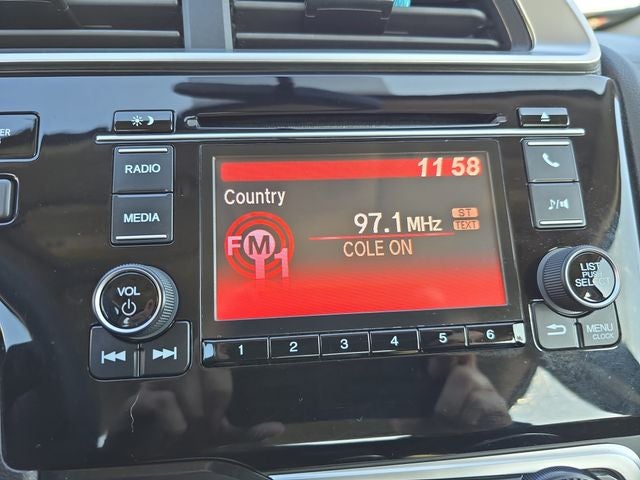 RADIO
MEDIA
VOL
11 58
Country
FM 1
97.1 MHz ST
TEXT
COLE ON
LIST
PUSH
SELECT
MENU
CLOCK
1 2 3 4 5 6